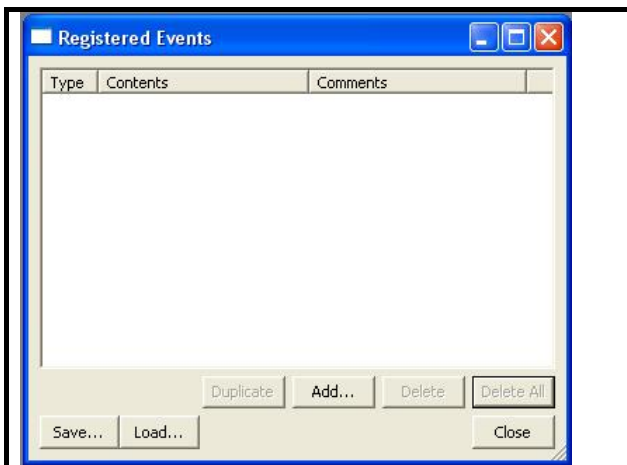 Registered Events
Type Contents Comments
Duplicate Add... Delete Delete All
Save... Load... Close